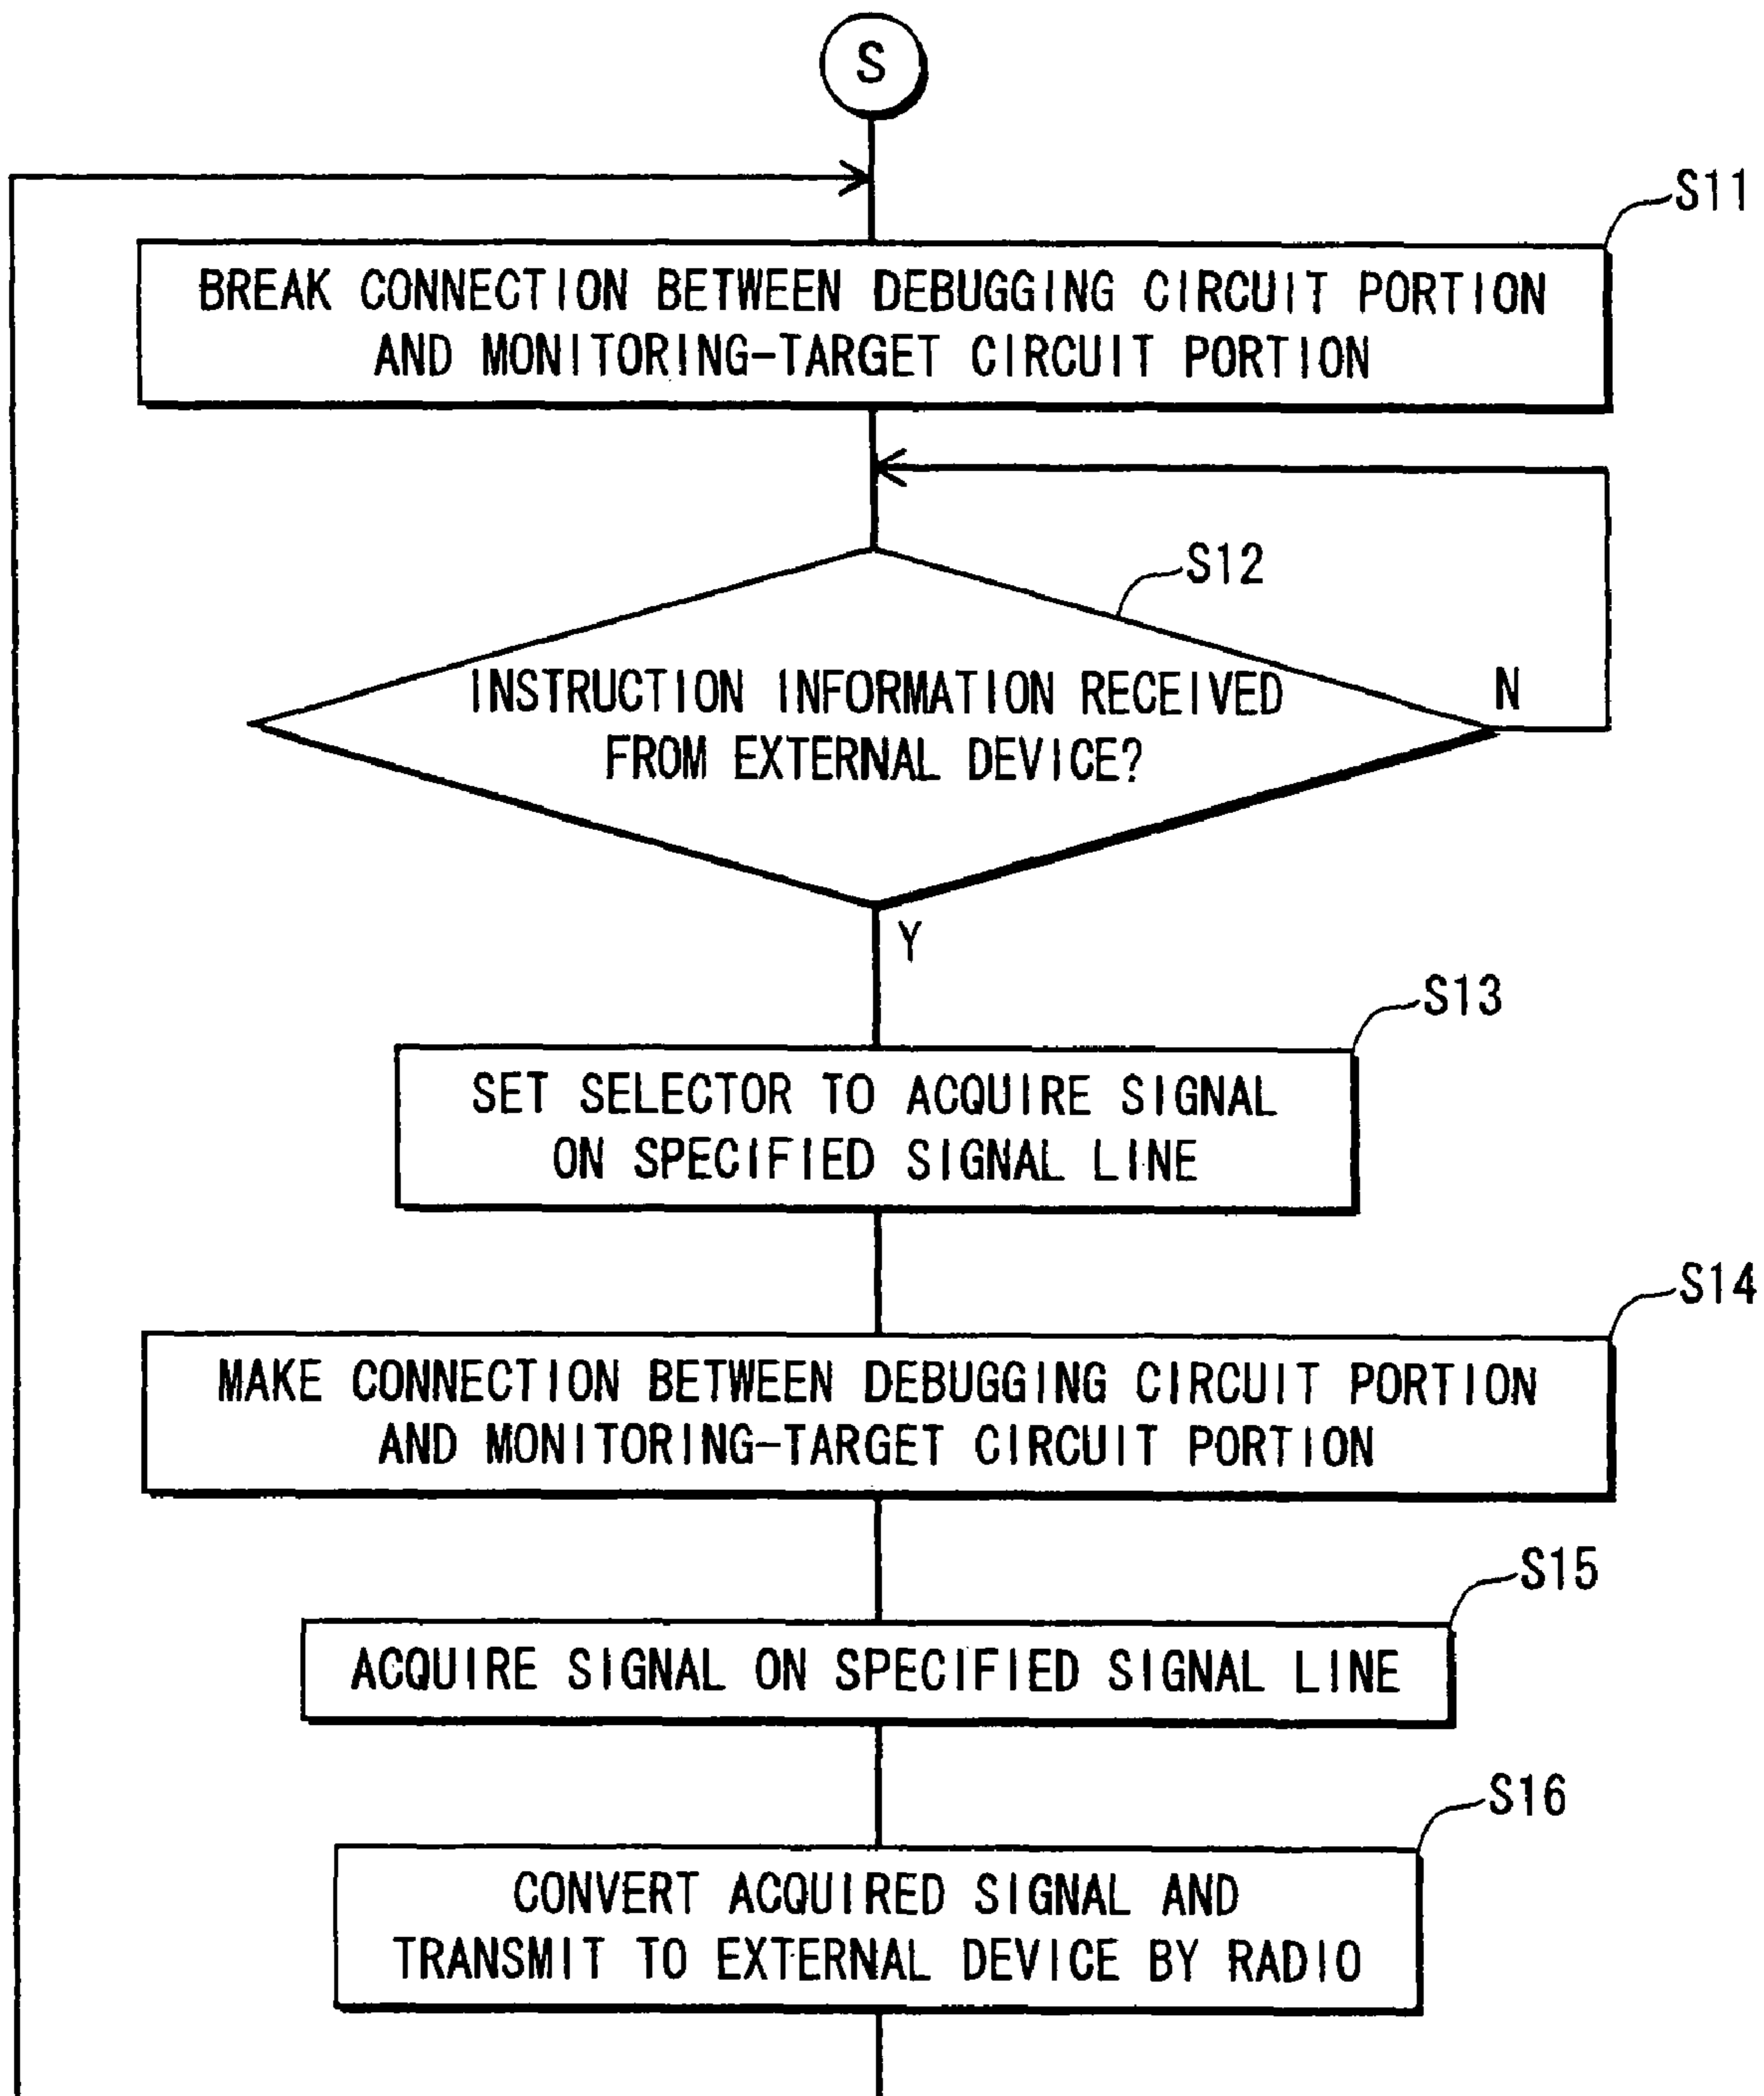 S
S11
BREAK CONNECTION BETWEEN DEBUGGING CIRCUIT PORTION
AND MONITORING-TARGET CIRCUIT PORTION
S12
INSTRUCTION INFORMATION RECEIVED
FROM EXTERNAL DEVICE?
N
Y
S13
SET SELECTOR TO ACQUIRE SIGNAL
ON SPECIFIED SIGNAL LINE
S14
MAKE CONNECTION BETWEEN DEBUGGING CIRCUIT PORTION
AND MONITORING-TARGET CIRCUIT PORTION
S15
ACQUIRE SIGNAL ON SPECIFIED SIGNAL LINE
S16
CONVERT ACQUIRED SIGNAL AND
TRANSMIT TO EXTERNAL DEVICE BY RADIO